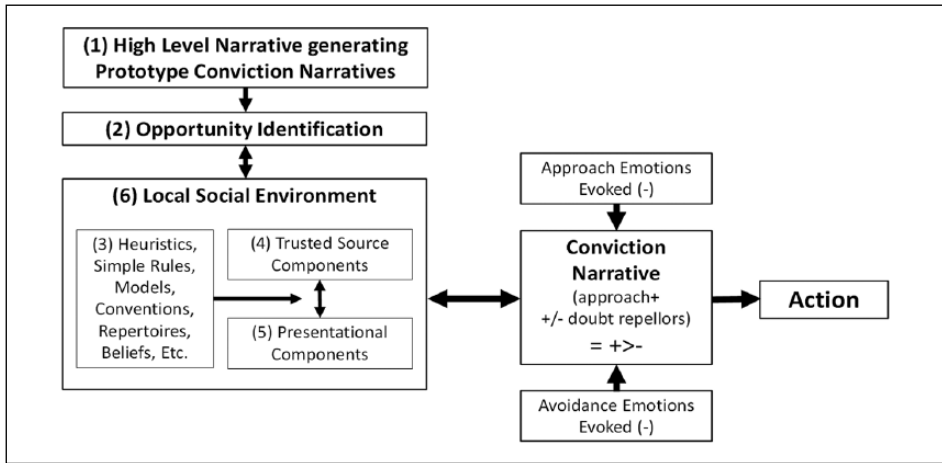 (1) High Level Narrative generating
Prototype Conviction Narratives
(2) Opportunity Identification
(6) Local Social Environment
(3) Heuristics,
Simple Rules,
Models,
Conventions,
Repertoires,
Beliefs, Etc.
(4) Trusted Source
Components
(5) Presentational
Components
Approach Emotions
Evoked (-)
Conviction
Narrative
(approach+
+/- doubt repellors)
= +>-
Avoidance Emotions
Evoked (-)
Action